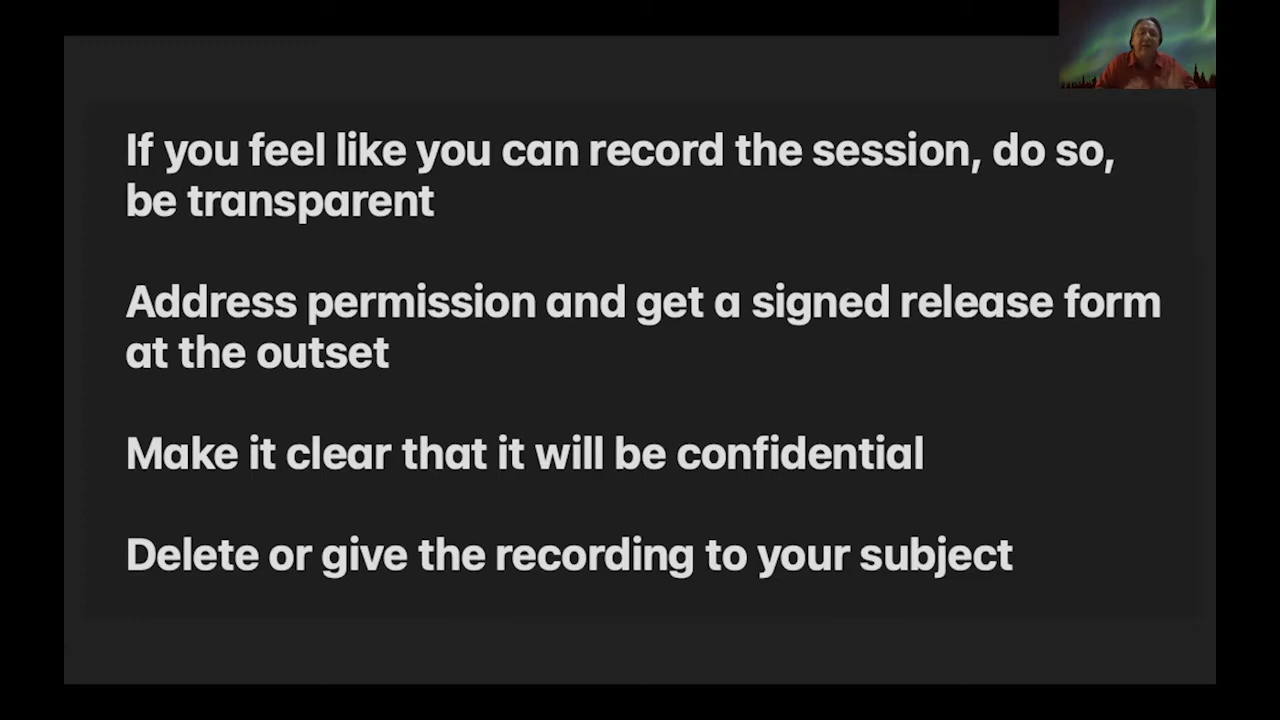 If you feel like you can record the session, do so,
be transparent
Address permission and get a signed release form
at the outset
Make it clear that it will be confidential
Delete or give the recording to your subject